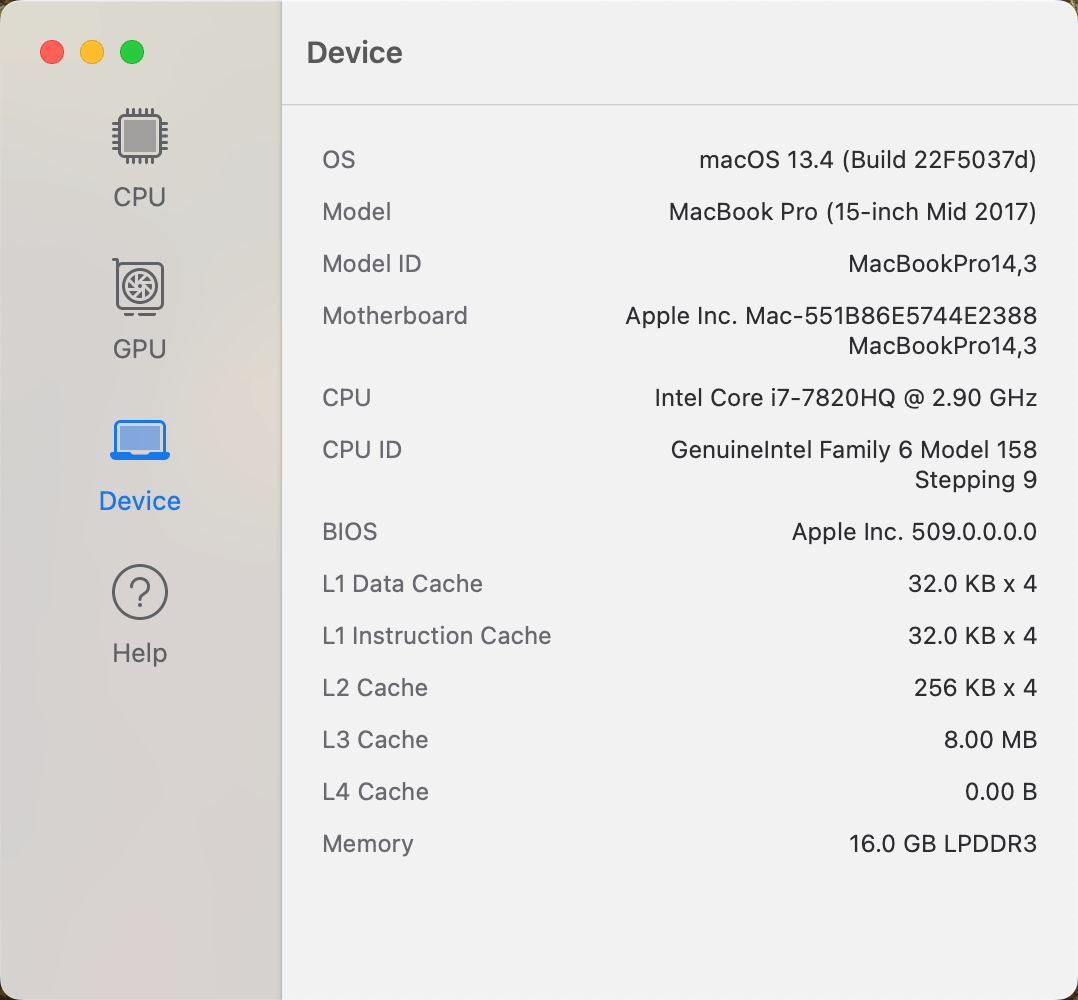 Device
CPU
GPU
Device
Help
OS macOS 13.4 (Build 22F5037d)
Model MacBook Pro (15-inch Mid 2017)
Model ID MacBookPro14,3
Motherboard Apple Inc. Mac-551B86E5744E2388
MacBookPro14,3
CPU Intel Core i7-7820HQ @ 2.90 GHz
CPU ID GenuineIntel Family 6 Model 158
Stepping 9
BIOS Apple Inc. 509.0.0.0.0
L1 Data Cache 32.0 KB x 4
L1 Instruction Cache 32.0 KB x 4
L2 Cache 256 KB x 4
L3 Cache 8.00 MB
L4 Cache 0.00 B
Memory 16.0 GB LPDDR3